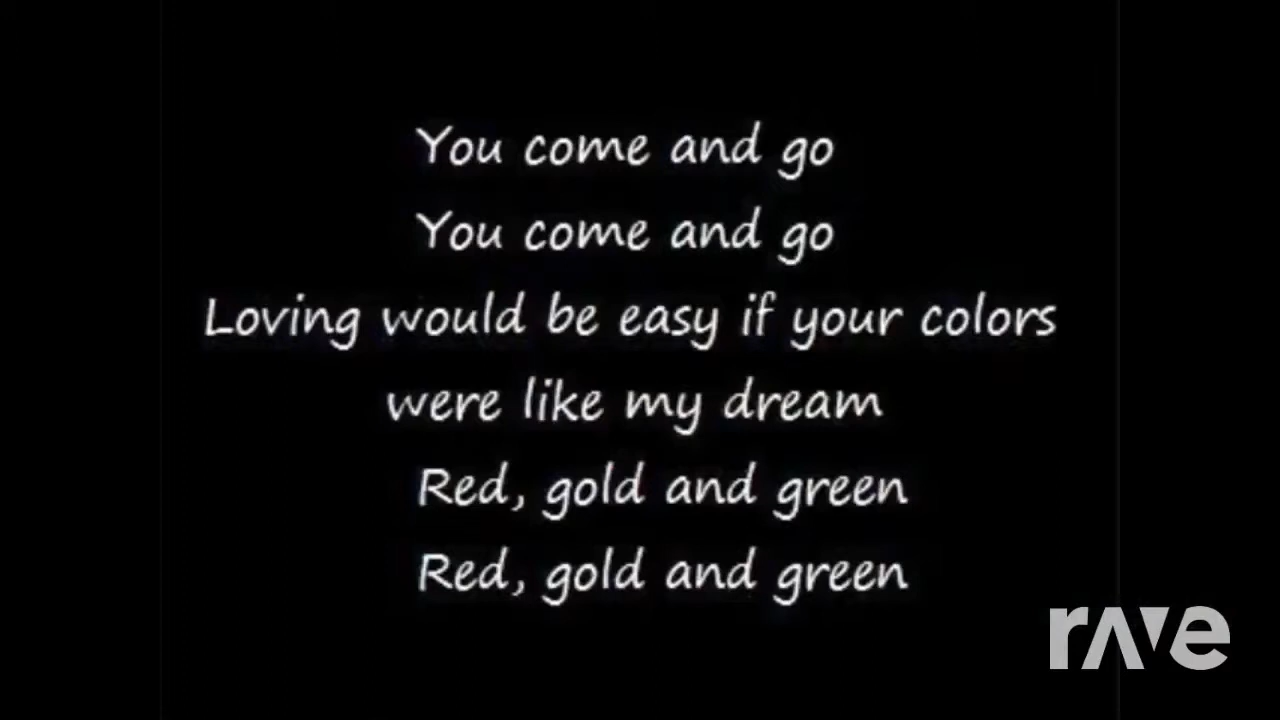 You come and go
You come and go
Loving would be easy if your colors
were like my dream
Red, gold and green
Red, gold and green
rave